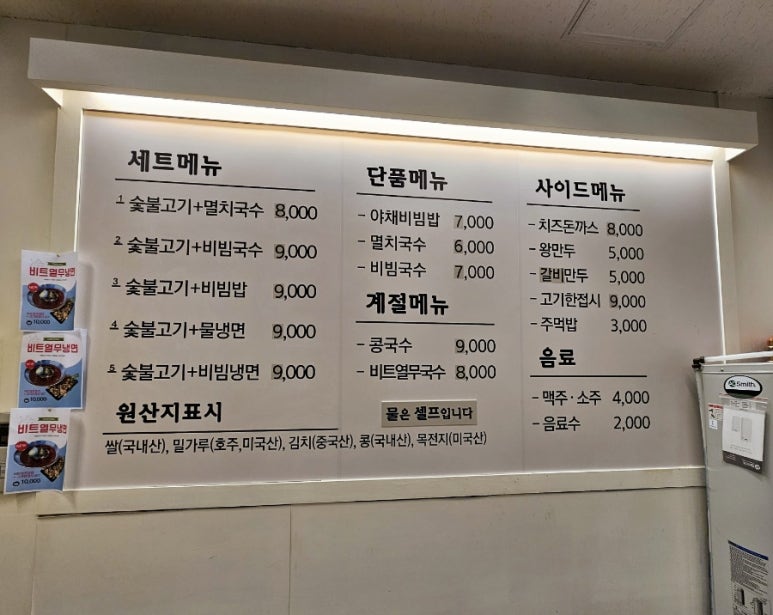 세트메뉴
1 숯불고기+멸치국수 8,000
2 숯불고기+비빔국수 9,000
3 숯불고기+비빔밥 9,000
4 숯불고기+물냉면 9,000
5 숯불고기+비빔냉면 9,000
원산지표시
쌀(국내산), 밀가루(호주,미국산), 김치(중국산), 콩(국내산), 목전지(미국산)
단품메뉴
- 야채비빔밥 7,000
- 멸치국수 6,000
- 비빔국수 7,000
계절메뉴
- 콩국수 9,000
- 비트열무국수 8,000
물은 셀프입니다
사이드메뉴
- 치즈돈까스 8,000
- 왕만두 5,000
- 갈비만두 5,000
- 고기한접시 9,000
- 주먹밥 3,000
음료
- 맥주·소주 4,000
- 음료수 2,000
비트열무냉면
10,000
비트열무냉면
10,000
비트열무냉면
10,000
Smith